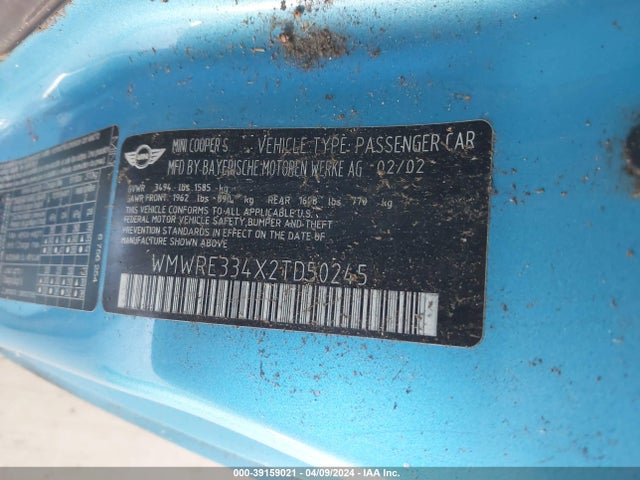 MINI COOPER S VEHICLE TYPE: PASSENGER CAR
MFD BY-BAYERISCHE MOTOREN WERKE AG 02/02
GVWR 3494 lbs 1585 kg
GAWR FRONT 1962 lbs kg REAR lbs 770 kg
THIS VEHICLE CONFORMS TO ALL APPLICABLE U.S.
FEDERAL MOTOR VEHICLE SAFETY, BUMPER, AND
THEFT PREVENTION STANDARDS IN EFFECT ON THE DATE OF
MANUFACTURE SHOWN ABOVE.
WMWRE334X2TD50245
6 756 224
000-39159021 - 04/09/2024 - IAA Inc.